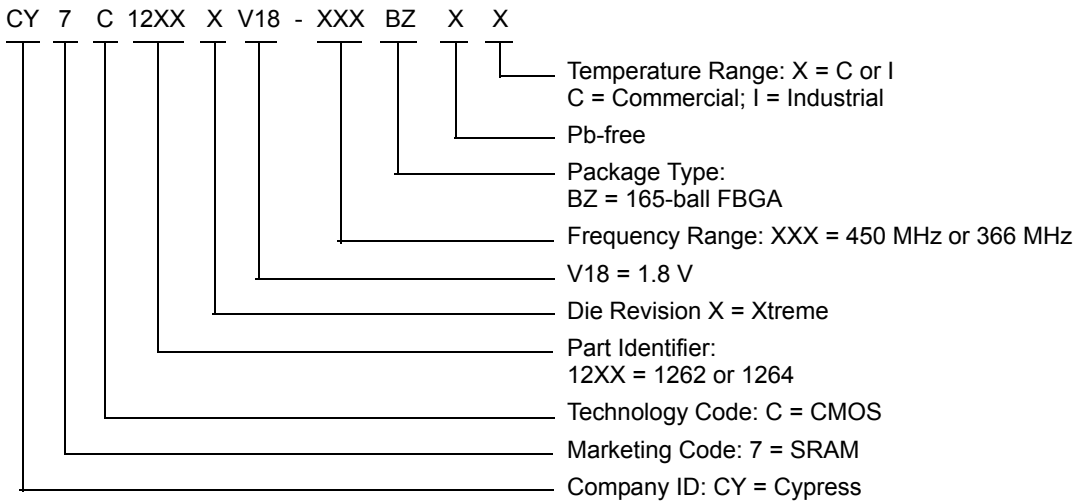 CY 7 C 12XX X V18 - XXX BZ X X
Temperature Range: X = C or I
C = Commercial; I = Industrial
Pb-free
Package Type:
BZ = 165-ball FBGA
Frequency Range: XXX = 450 MHz or 366 MHz
V18 = 1.8 V
Die Revision X = Xtreme
Part Identifier:
12XX = 1262 or 1264
Technology Code: C = CMOS
Marketing Code: 7 = SRAM
Company ID: CY = Cypress